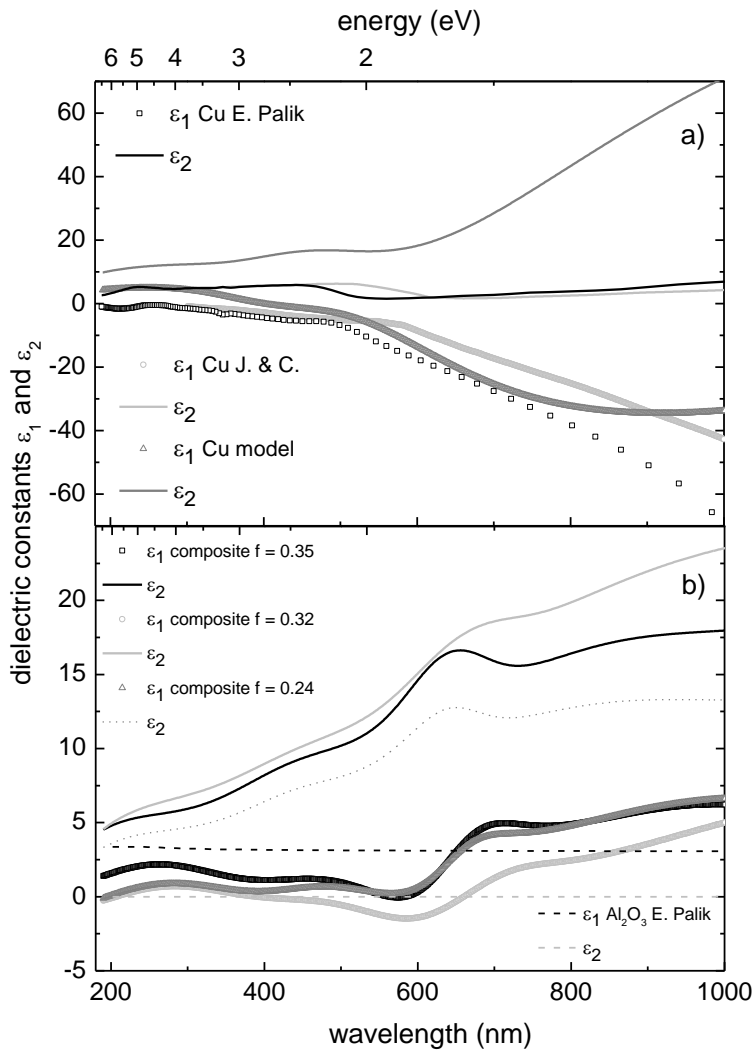 energy (eV)
6 5 4 3 2
60
40
20
0
-20
-40
-60
ε1 Cu E. Palik
ε2
a)
ε1 Cu J. & C.
ε2
ε1 Cu model
ε2
dielectric constants ε1 and ε2
20
15
10
5
0
-5
ε1 composite f = 0.35
ε2
ε1 composite f = 0.32
ε2
ε1 composite f = 0.24
ε2
b)
ε1 Al2O3 E. Palik
ε2
200 400 600 800 1000
wavelength (nm)